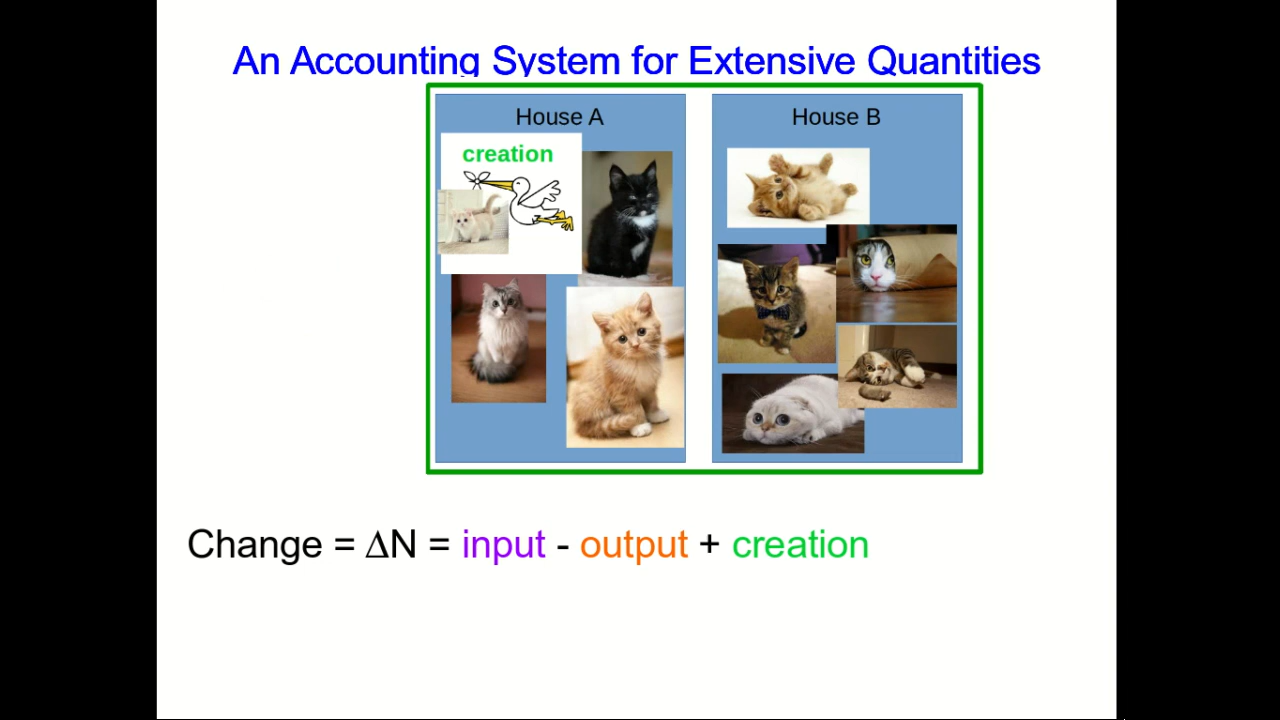 An Accounting System for Extensive Quantities
House A
House B
creation
Change = ΔN = input - output + creation